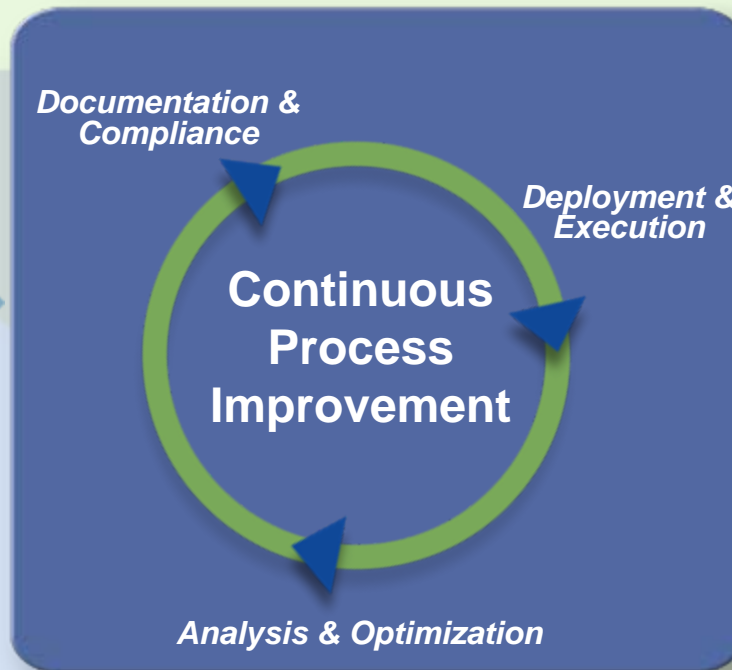 Documentation &
Compliance
Deployment &
Execution
Continuous
Process
Improvement
Analysis & Optimization